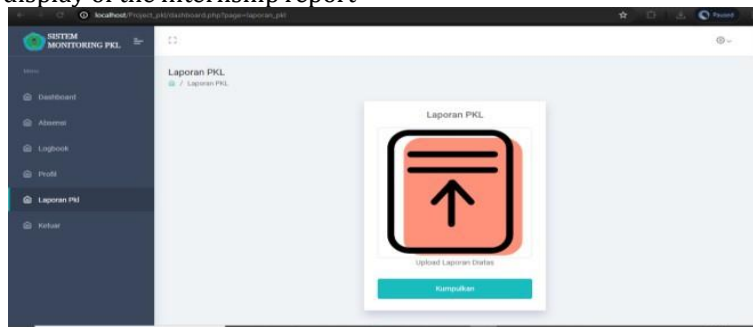 display of the internship report
localhost/Project_pkl/dashboard.php?page=laporan_pkl
Paused
SISTEM
MONITORING PKL
Menu
Dashboard
Absensi
Logbook
Profil
Laporan Pkl
Keluar
Laporan PKL
/ Laporan PKL
Laporan PKL
Upload Laporan Diatas
Kumpulkan